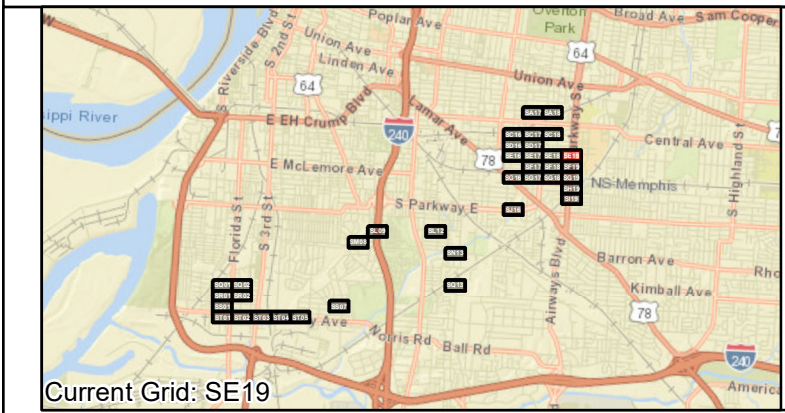 Poplar Ave
Overton
Park
Broad Ave
Sam Cooper
Union Ave
Linden Ave
S Riverside Blvd
S 2nd St
64
64
Union Ave
ippi River
E EH Crump Blvd
Lamar Ave
240
Parkway S
SA17 SA18
SC16 SC17 SC18
SD16 SD17
SE16 SE17 SE18 SE19
SF17 SF18 SF19
SG16 SG17 SG18 SG19
SH19
SI19
Central Ave
78
E McLemore Ave
NS-Memphis
S Highland St
S Parkway E
SJ16
Florida St
S 3rd St
SL09
SL12
SM08
SN13
Airways Blvd
Barron Ave
Rho
SQ01 SQ02
SQ13
Kimball Ave
SR01 SR02
SS01
SS07
78
ST01 ST02 ST03 ST04 ST05
y Ave
Norris Rd
Ball Rd
240
America
Current Grid: SE19